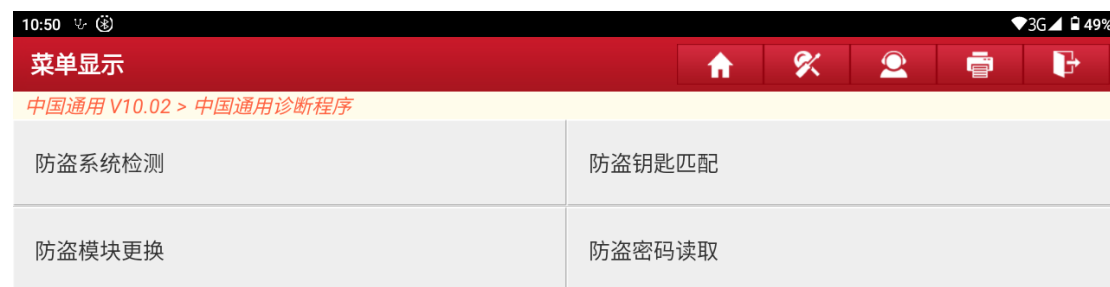 10:50 3G 49%
菜单显示
中国通用 V10.02 > 中国通用诊断程序
防盗系统检测 防盗钥匙匹配
防盗模块更换 防盗密码读取